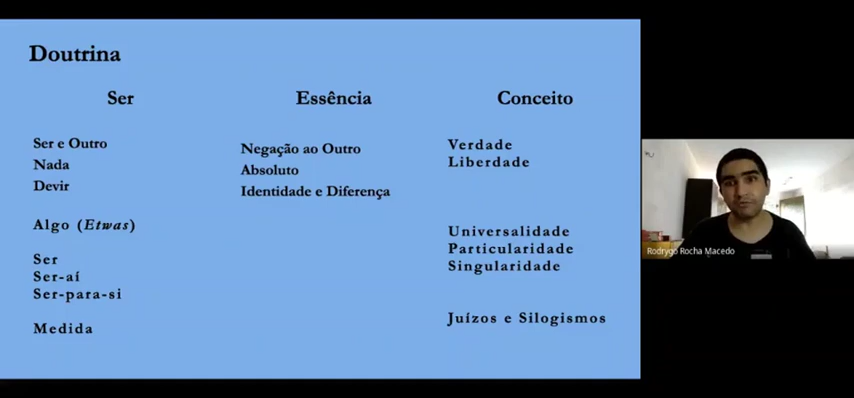 Doutrina
Ser
Essência
Conceito
Ser e Outro
Nada
Devir
Algo (Etwas)
Ser
Ser-aí
Ser-para-si
Medida
Negação ao Outro
Absoluto
Identidade e Diferença
Verdade
Liberdade
Universalidade
Particularidade
Singularidade
Juízos e Silogismos
Rodrygo Rocha Macedo